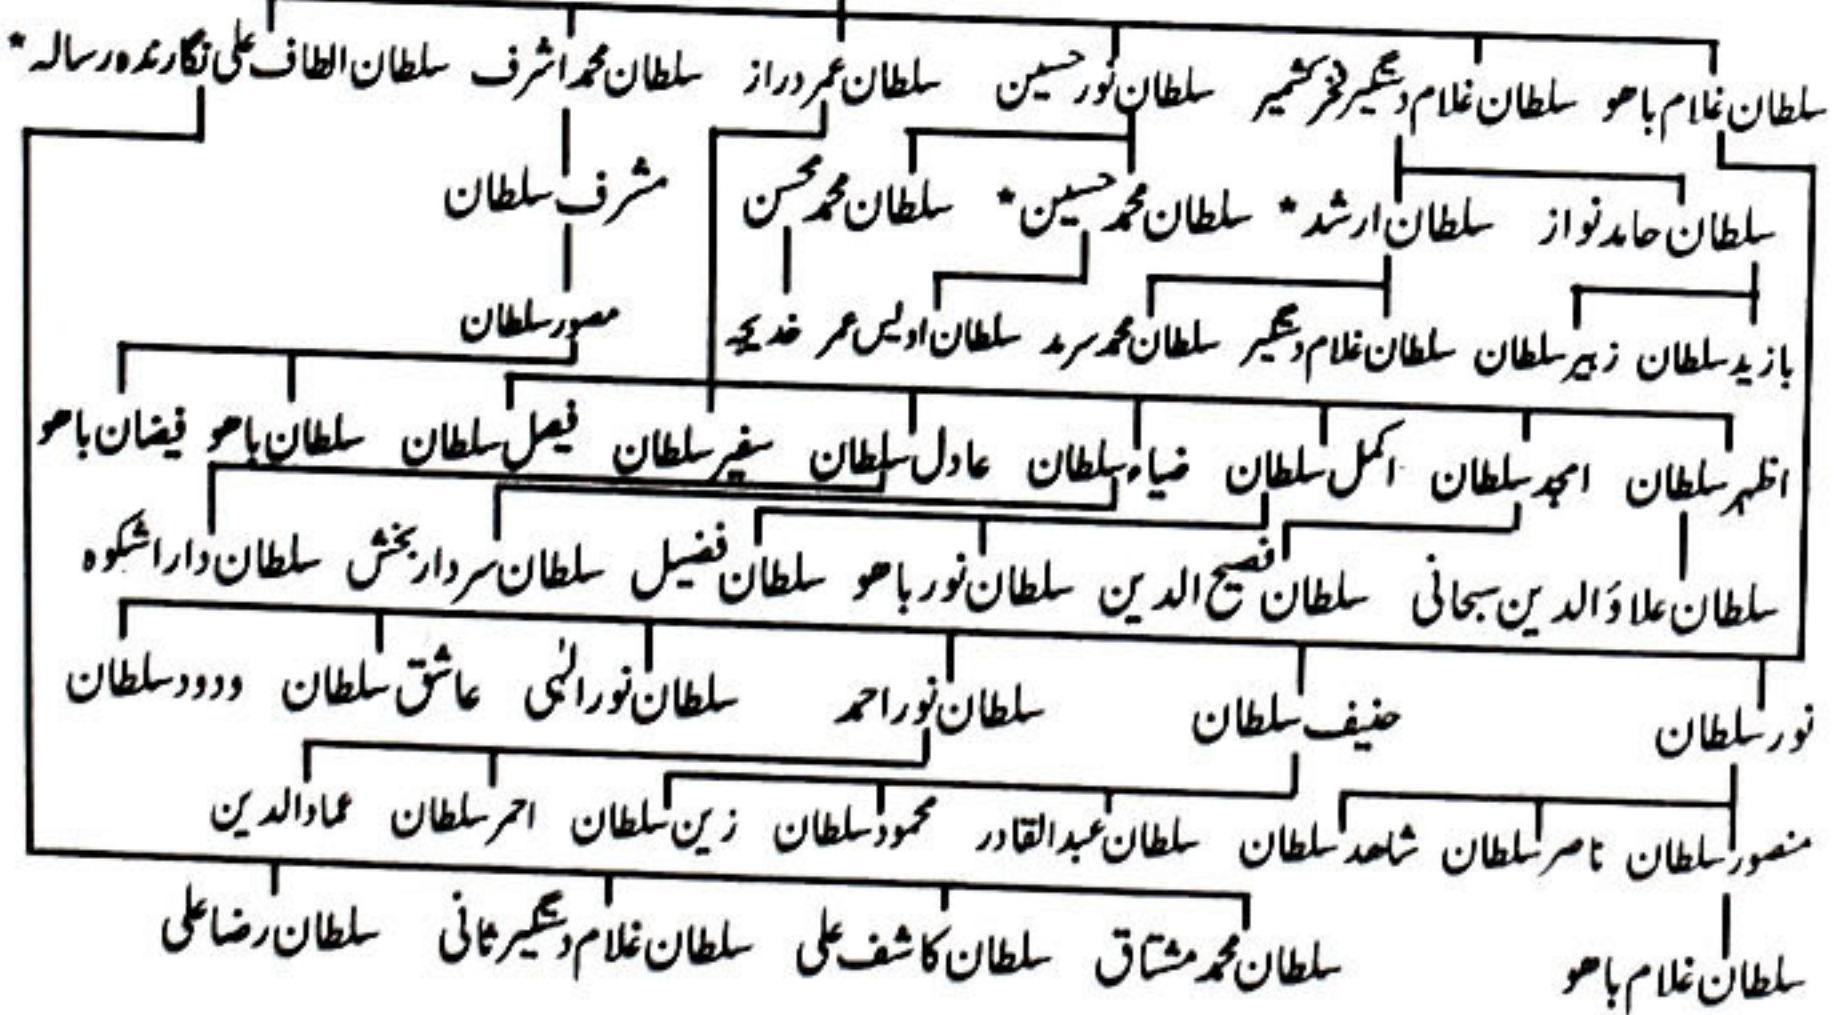 سلطان غلام باھو سلطان غلام دستگیر فخر کشمیر سلطان نور حسین سلطان عمر دراز سلطان محمد اشرف سلطان الطاف علی نگارندہ رسالہ *
سلطان حامد نواز سلطان ارشد * سلطان محمد حسین * سلطان محمد محسن مشرف سلطان
بازید سلطان زبیر سلطان سلطان غلام دستگیر سلطان محمد سرمد سلطان اویس عمر خدیجہ مصور سلطان
اظہر سلطان امجد سلطان اکمل سلطان ضیاء سلطان عادل سلطان سفیر سلطان فیصل سلطان سلطان باھو فیضان باھو
سلطان علاؤالدین سبحانی سلطان فصیح الدین سلطان نور باھو سلطان فضیل سلطان سردار بخش سلطان دارا شکوہ
نور سلطان حنیف سلطان سلطان نور احمد سلطان نور الٰہی عاشق سلطان ودود سلطان
منصور سلطان ناصر سلطان شاھد سلطان سلطان عبدالقادر محمود سلطان زین سلطان احمر سلطان عماد الدین
سلطان غلام باھو سلطان محمد مشتاق سلطان کاشف علی سلطان غلام دستگیر ثانی سلطان رضا علی